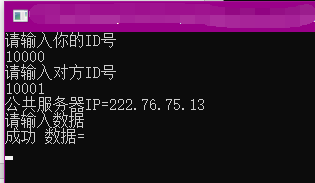 请输入你的ID号
10000
请输入对方ID号
10001
公共服务器IP=222.76.75.13
请输入数据
成功 数据=